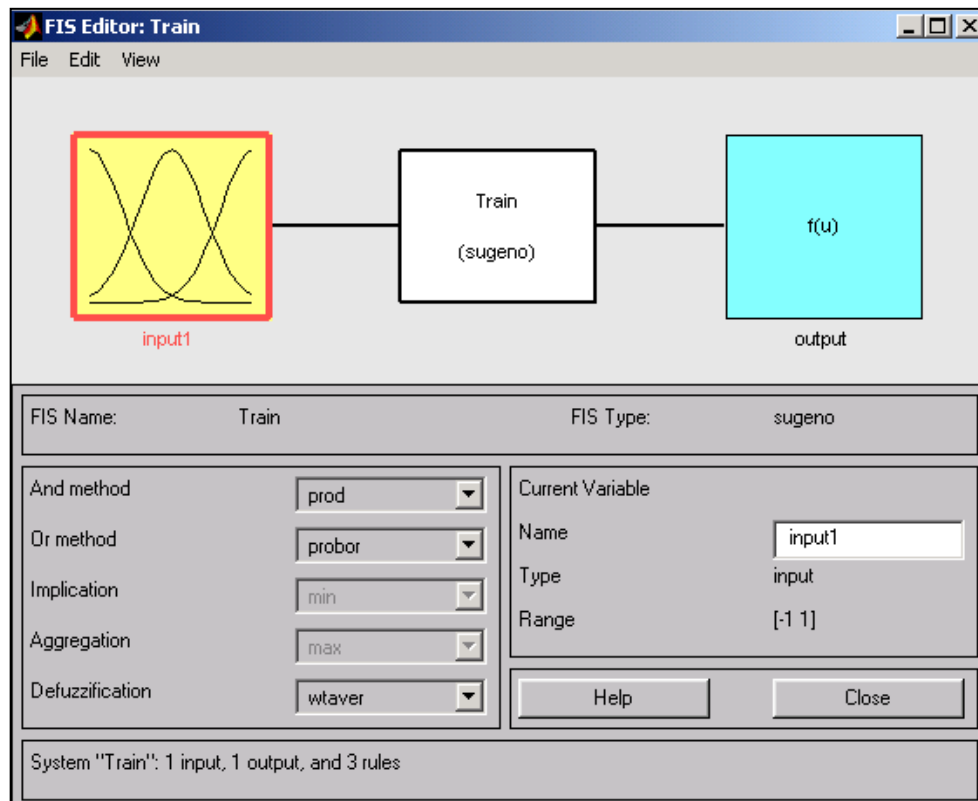 FIS Editor: Train
File Edit View
Train
(sugeno)
f(u)
input1
output
FIS Name: Train
FIS Type: sugeno
And method prod
Or method probor
Implication min
Aggregation max
Defuzzification wtaver
Current Variable
Name input1
Type input
Range [-1 1]
Help Close
System "Train": 1 input, 1 output, and 3 rules